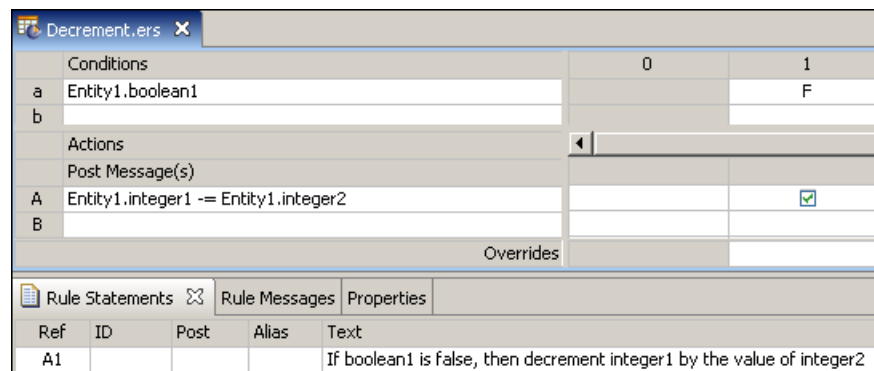 Decrement.ers
Conditions 0 1
a Entity1.boolean1 F
b
Actions
Post Message(s)
A Entity1.integer1 -= Entity1.integer2
B
Overrides
Rule Statements Rule Messages Properties
Ref ID Post Alias Text
A1 If boolean1 is false, then decrement integer1 by the value of integer2